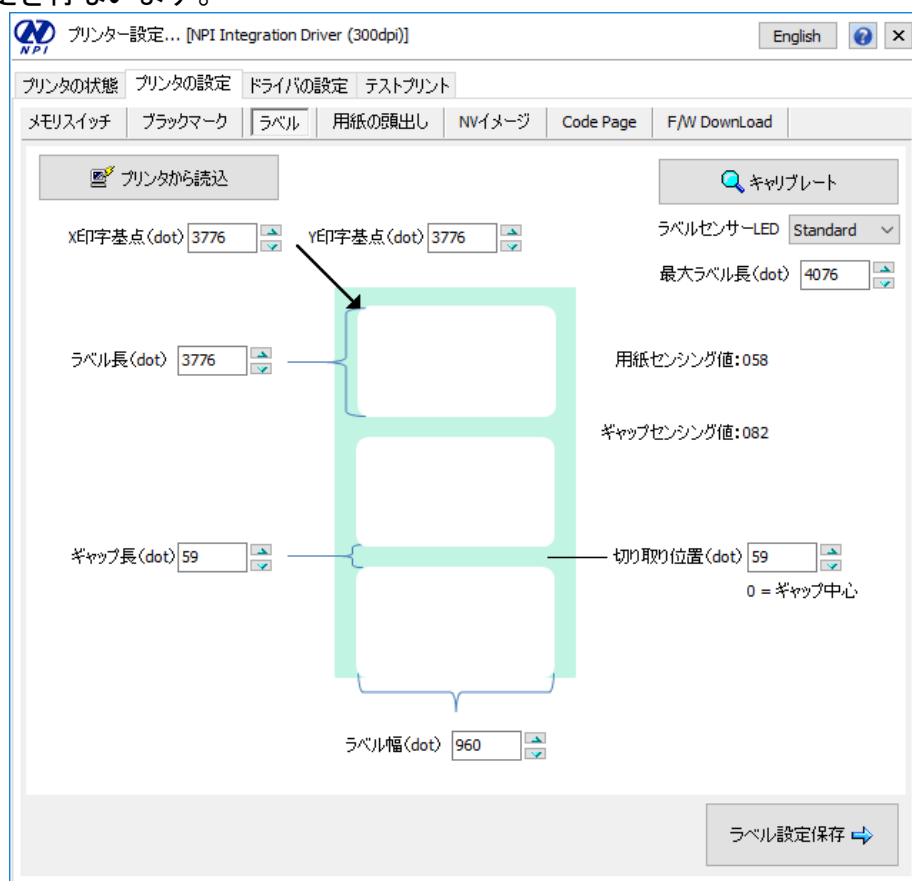 定を行ないます。
NPI プリンター設定... [NPI Integration Driver (300dpi)] English
プリンタの状態 プリンタの設定 ドライバの設定 テストプリント
メモリスイッチ ブラックマーク ラベル 用紙の頭出し NVイメージ Code Page F/W DownLoad
プリンタから読込 キャリブレート
X印字基点(dot) 3776 Y印字基点(dot) 3776 ラベルセンサーLED Standard
最大ラベル長(dot) 4076
ラベル長(dot) 3776 用紙センシング値:058
ギャップセンシング値:082
ギャップ長(dot) 59 切り取り位置(dot) 59
0 = ギャップ中心
ラベル幅(dot) 960
ラベル設定保存